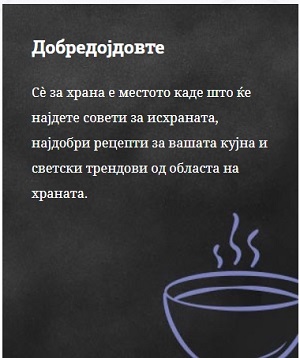 Добредојдовте
Сѐ за храна е местото каде што ќе
најдете совети за исхраната,
најдобри рецепти за вашата кујна и
светски трендови од областа на
храната.